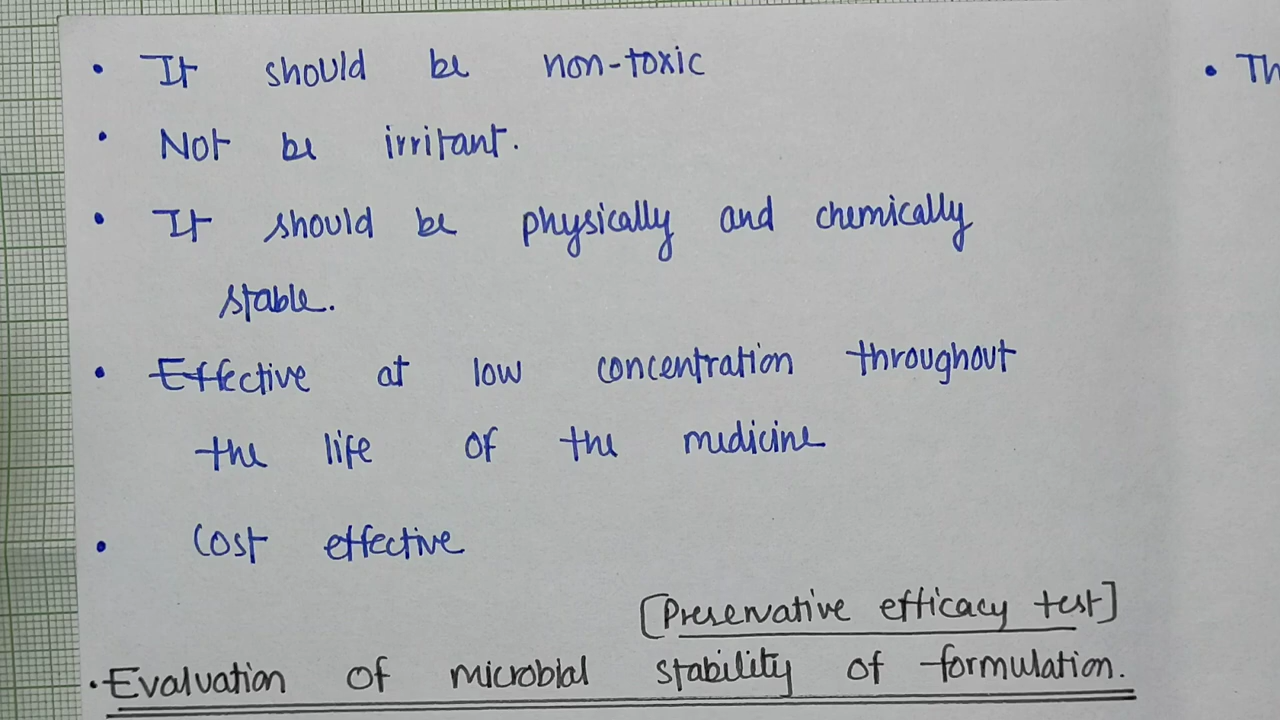 • It should be non-toxic
• Not be irritant.
• It should be physically and chemically
stable.
• Effective at low concentration throughout
the life of the medicine
• Cost effective
[Preservative efficacy test]
• Evaluation of microbial stability of formulation.
• Th